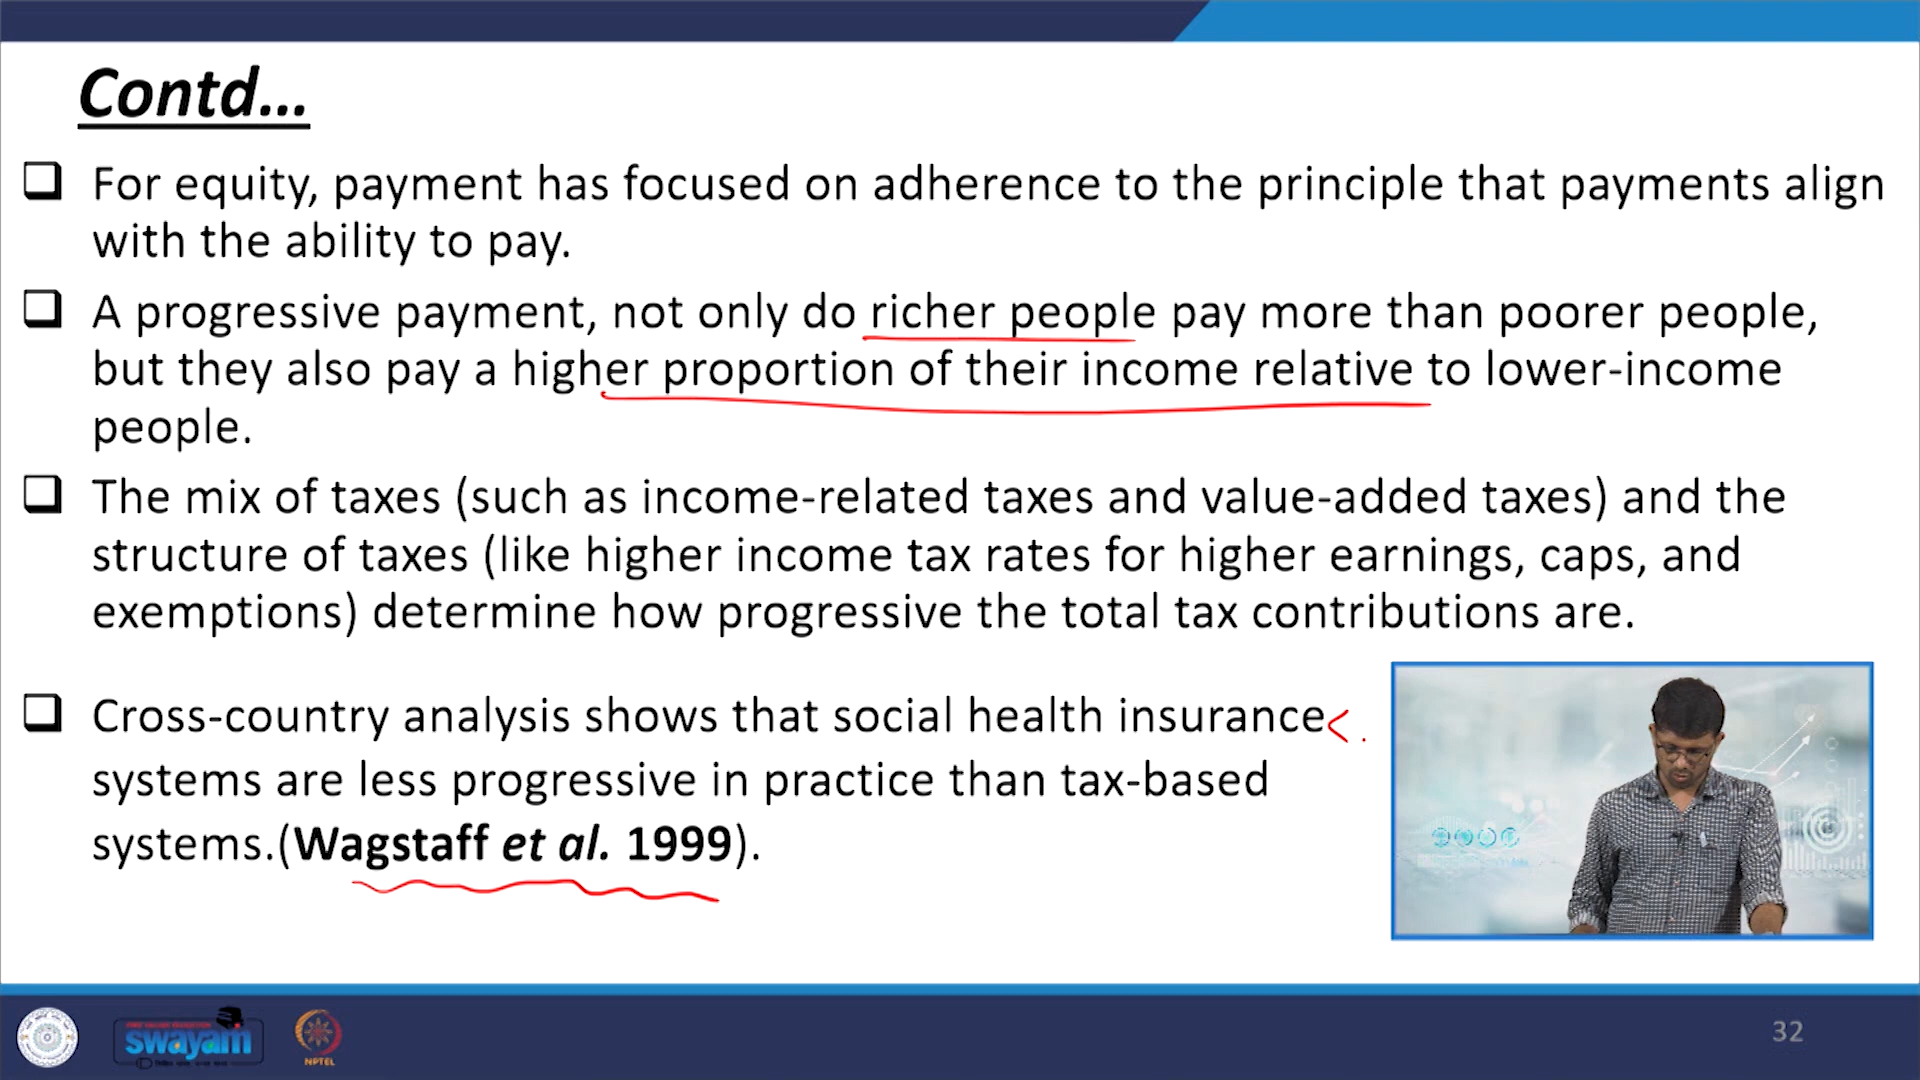 Contd...
For equity, payment has focused on adherence to the principle that payments align
with the ability to pay.
A progressive payment, not only do richer people pay more than poorer people,
but they also pay a higher proportion of their income relative to lower-income
people.
The mix of taxes (such as income-related taxes and value-added taxes) and the
structure of taxes (like higher income tax rates for higher earnings, caps, and
exemptions) determine how progressive the total tax contributions are.
Cross-country analysis shows that social health insurance
systems are less progressive in practice than tax-based
systems.(Wagstaff et al. 1999).
swayam
NPTEL
32